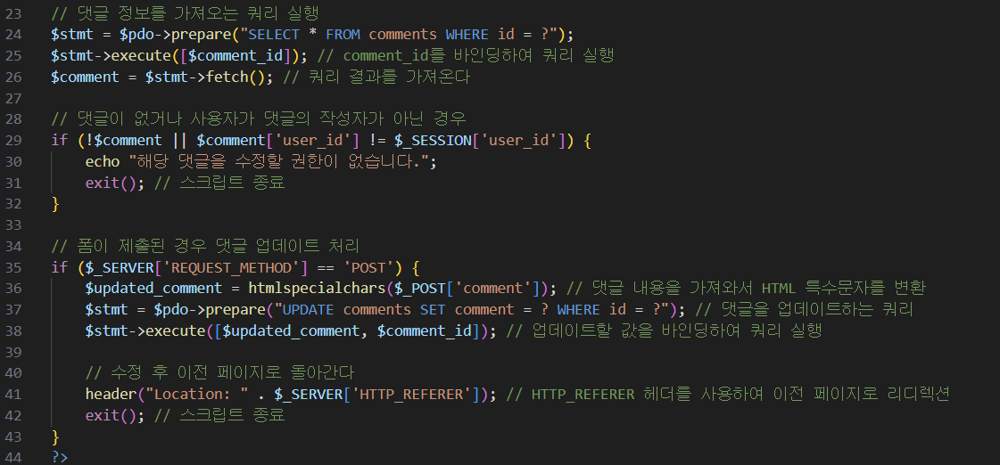 23 // 댓글 정보를 가져오는 쿼리 실행
24 $stmt = $pdo->prepare("SELECT * FROM comments WHERE id = ?");
25 $stmt->execute([$comment_id]); // comment_id를 바인딩하여 쿼리 실행
26 $comment = $stmt->fetch(); // 쿼리 결과를 가져온다
27
28 // 댓글이 없거나 사용자가 댓글의 작성자가 아닌 경우
29 if (!$comment || $comment['user_id'] != $_SESSION['user_id']) {
30     echo "해당 댓글을 수정할 권한이 없습니다.";
31     exit(); // 스크립트 종료
32 }
33
34 // 폼이 제출된 경우 댓글 업데이트 처리
35 if ($_SERVER['REQUEST_METHOD'] == 'POST') {
36     $updated_comment = htmlspecialchars($_POST['comment']); // 댓글 내용을 가져와서 HTML 특수문자를 변환
37     $stmt = $pdo->prepare("UPDATE comments SET comment = ? WHERE id = ?"); // 댓글을 업데이트하는 쿼리
38     $stmt->execute([$updated_comment, $comment_id]); // 업데이트할 값을 바인딩하여 쿼리 실행
39
40     // 수정 후 이전 페이지로 돌아간다
41     header("Location: " . $_SERVER['HTTP_REFERER']); // HTTP_REFERER 헤더를 사용하여 이전 페이지로 리디렉션
42     exit(); // 스크립트 종료
43 }
44 ?>